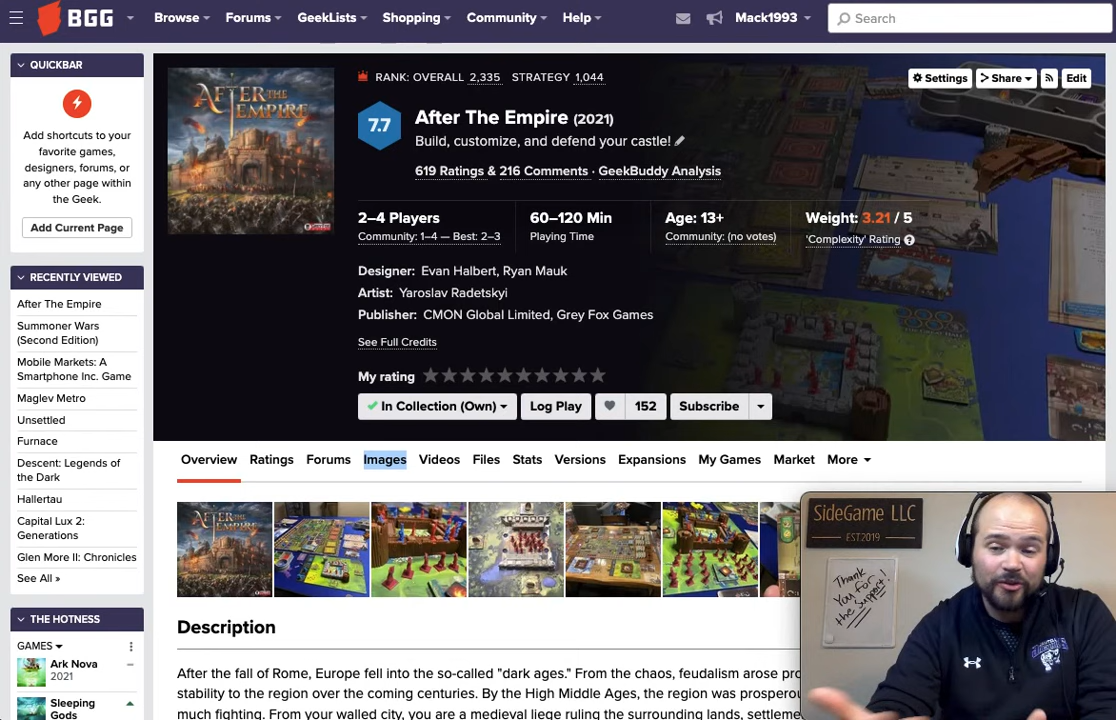 BGG
Browse
Forums
GeekLists
Shopping
Community
Help
Mack1993
Search
QUICKBAR
Add shortcuts to your
favorite games,
designers, forums, or
any other page within
the Geek.
Add Current Page
RECENTLY VIEWED
After The Empire
Summoner Wars
(Second Edition)
Mobile Markets: A
Smartphone Inc. Game
Maglev Metro
Unsettled
Furnace
Descent: Legends of
the Dark
Hallertau
Capital Lux 2:
Generations
Glen More II: Chronicles
See All »
THE HOTNESS
GAMES
Ark Nova
2021
Sleeping
Gods
AFTER THE
EMPIRE
RANK: OVERALL 2,335 STRATEGY 1,044
Settings
Share
Edit
7.7
After The Empire (2021)
Build, customize, and defend your castle!
619 Ratings & 216 Comments · GeekBuddy Analysis
2–4 Players
Community: 1–4 — Best: 2–3
60–120 Min
Playing Time
Age: 13+
Community: (no votes)
Weight: 3.21 / 5
'Complexity' Rating
Designer: Evan Halbert, Ryan Mauk
Artist: Yaroslav Radetskyi
Publisher: CMON Global Limited, Grey Fox Games
See Full Credits
My rating
In Collection (Own)
Log Play
152
Subscribe
Overview
Ratings
Forums
Images
Videos
Files
Stats
Versions
Expansions
My Games
Market
More
AFTER THE
EMPIRE
Description
After the fall of Rome, Europe fell into the so-called "dark ages." From the chaos, feudalism arose
stability to the region over the coming centuries. By the High Middle Ages, the region was prosperou
much fighting. From your walled city, you are a medieval liege ruling the surrounding lands, settleme
SideGame LLC
EST.2019
Thank
You for
the support!